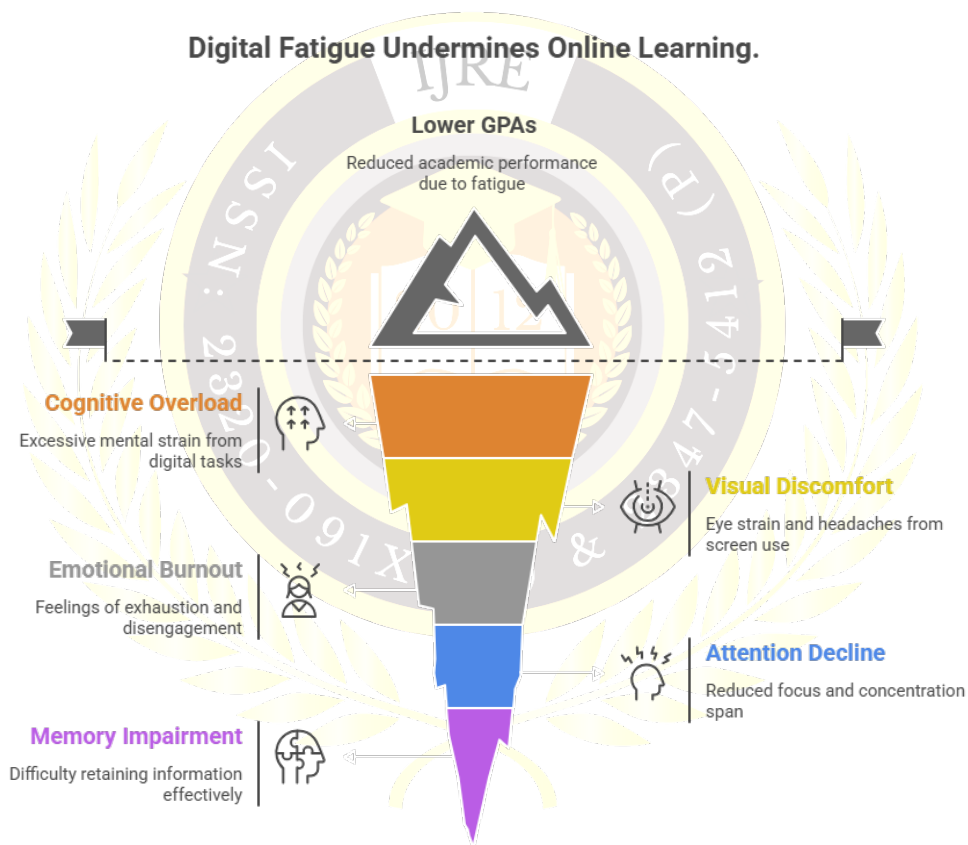 Digital Fatigue Undermines Online Learning.
IJRE
Lower GPAs
Reduced academic performance
due to fatigue
Cognitive Overload
Excessive mental strain from
digital tasks
Visual Discomfort
Eye strain and headaches from
screen use
Emotional Burnout
Feelings of exhaustion and
disengagement
Attention Decline
Reduced focus and concentration
span
Memory Impairment
Difficulty retaining information
effectively
ISSN: 2320-091X & 2347-5412 (P)